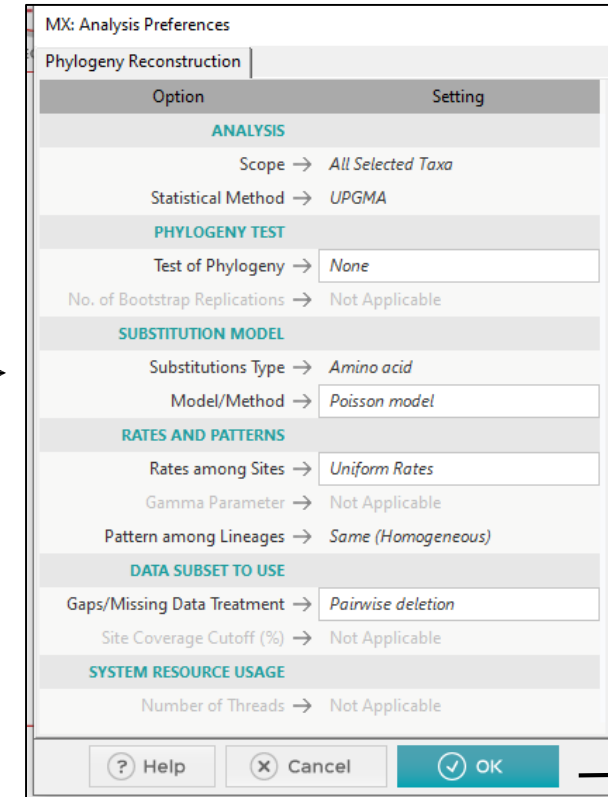 MX: Analysis Preferences
Phylogeny Reconstruction
Option Setting
ANALYSIS
Scope → All Selected Taxa
Statistical Method → UPGMA
PHYLOGENY TEST
Test of Phylogeny → None
No. of Bootstrap Replications → Not Applicable
SUBSTITUTION MODEL
Substitutions Type → Amino acid
Model/Method → Poisson model
RATES AND PATTERNS
Rates among Sites → Uniform Rates
Gamma Parameter → Not Applicable
Pattern among Lineages → Same (Homogeneous)
DATA SUBSET TO USE
Gaps/Missing Data Treatment → Pairwise deletion
Site Coverage Cutoff (%) → Not Applicable
SYSTEM RESOURCE USAGE
Number of Threads → Not Applicable
? Help X Cancel ✓ OK